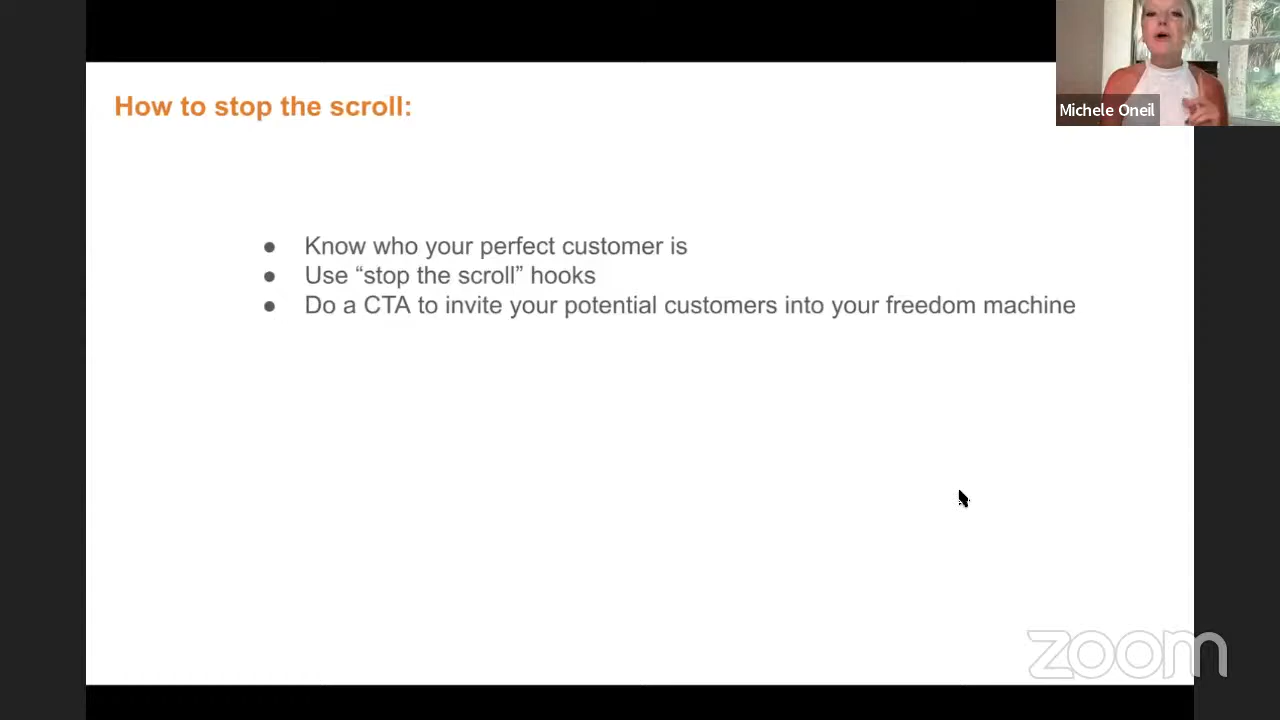 How to stop the scroll:
Michele Oneil
● Know who your perfect customer is
● Use “stop the scroll” hooks
● Do a CTA to invite your potential customers into your freedom machine
zoom